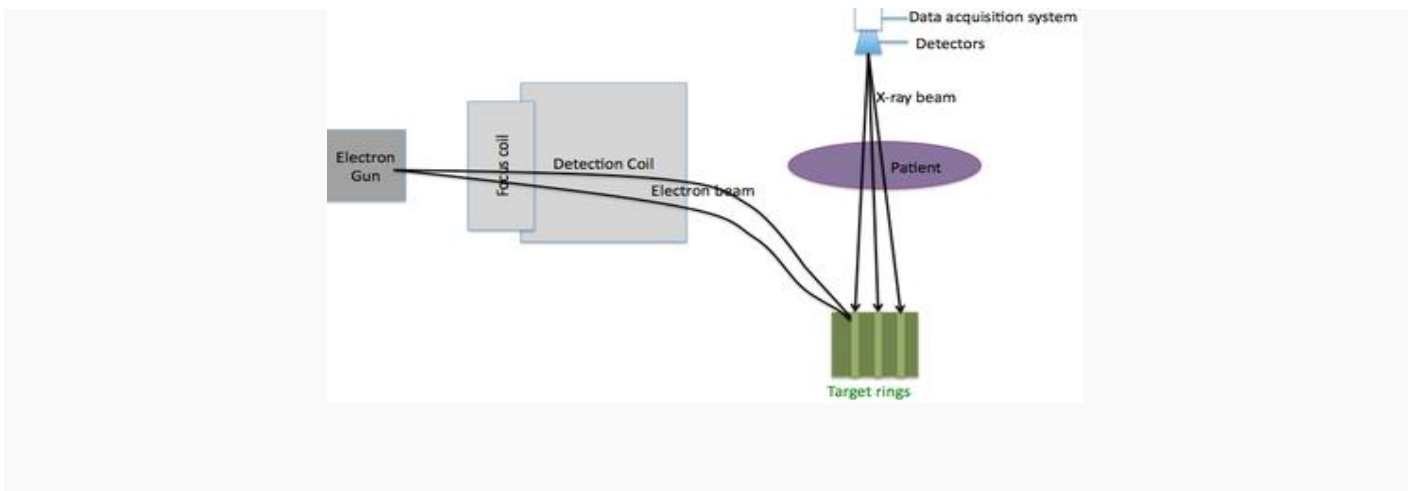 Data acquisition system
Detectors
X-ray beam
Electron
Gun
Focus coil
Detection Coil
Electron beam
Patient
Target rings